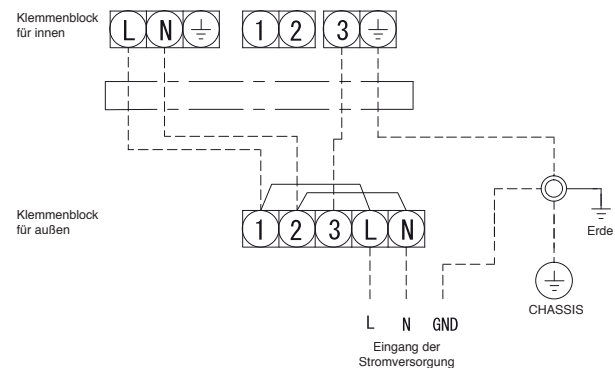 Klemmenblock
für innen
L N 1 2 3
Klemmenblock
für außen
1 2 3 L N
Erde
CHASSIS
L N GND
Eingang der
Stromversorgung